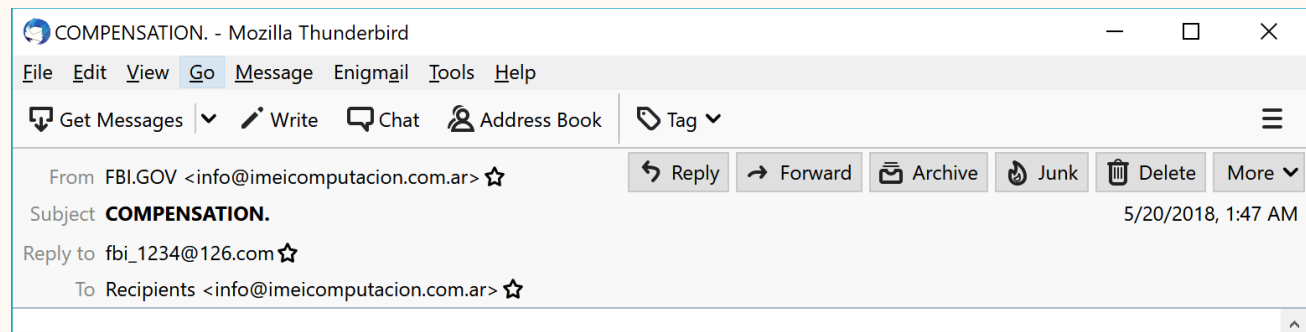 COMPENSATION. - Mozilla Thunderbird
File Edit View Go Message Enigmail Tools Help
Get Messages Write Chat Address Book Tag
From FBI.GOV <info@imeicomputacion.com.ar> Reply Forward Archive Junk Delete More
Subject COMPENSATION. 5/20/2018, 1:47 AM
Reply to fbi_1234@126.com
To Recipients <info@imeicomputacion.com.ar>